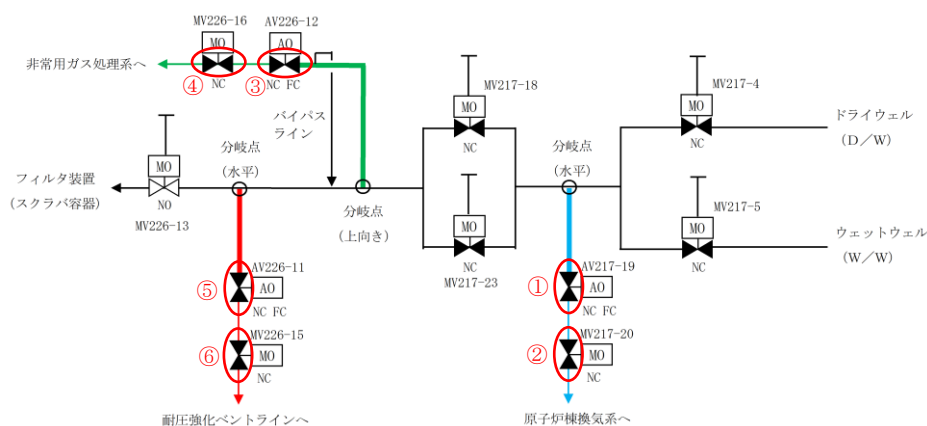 MV226-16
AV226-12
MO
AO
非常用ガス処理系へ
④
NC
③
NC FC
バイパス
ライン
MV217-18
MO
NC
MV217-4
MO
NC
ドライウェル
(D/W)
分岐点
(水平)
分岐点
(水平)
MO
フィルタ装置
(スクラバ容器)
NO
MV226-13
分岐点
(上向き)
MO
NC
MV217-23
MV217-5
MO
NC
ウェットウェル
(W/W)
AV226-11
⑤
AO
NC FC
MV226-15
⑥
MO
NC
耐圧強化ベントラインへ
AV217-19
①
AO
NC FC
MV217-20
②
MO
NC
原子炉棟換気系へ